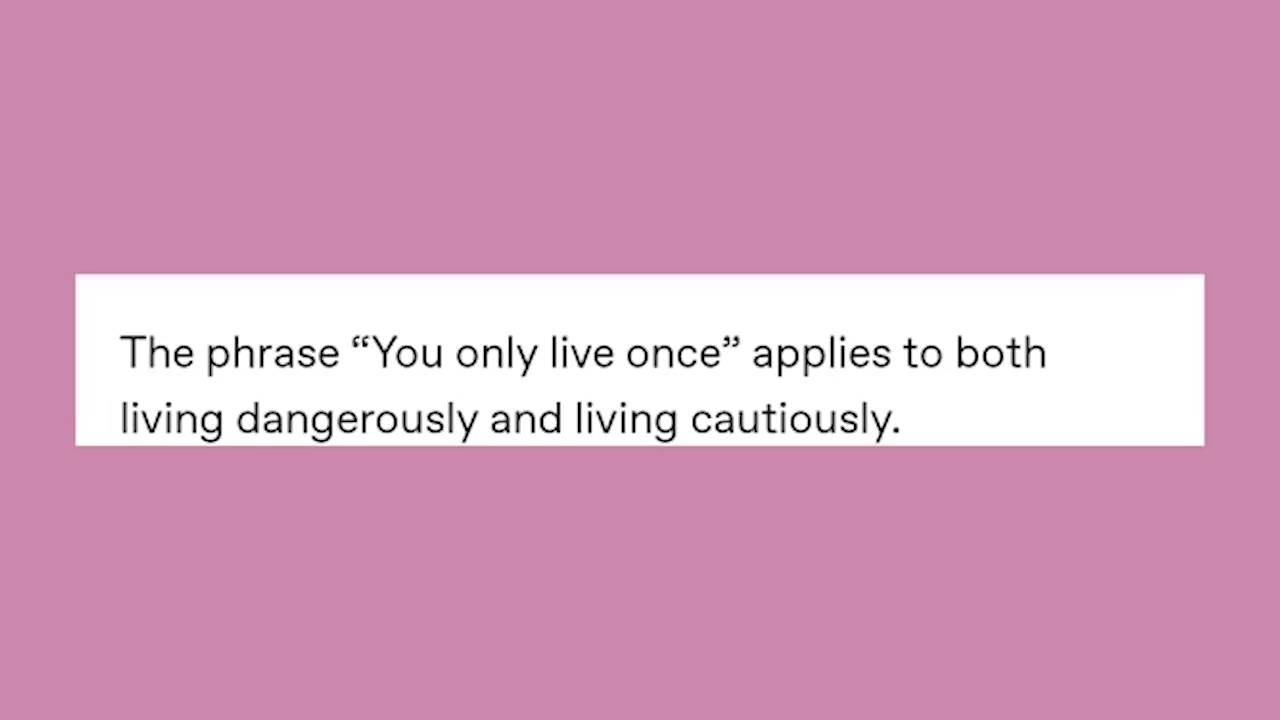 The phrase “You only live once” applies to both
living dangerously and living cautiously.